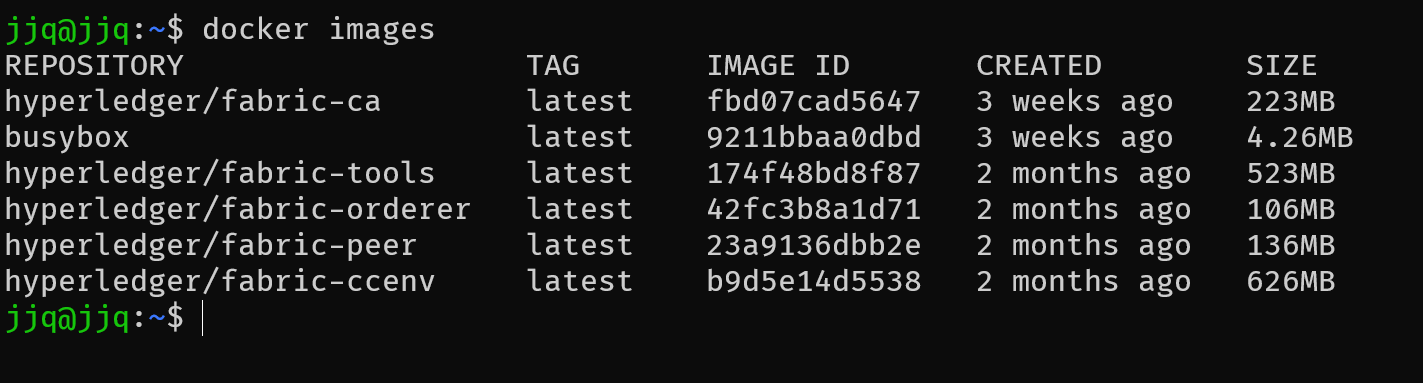 jjq@jjq:~$ docker images
REPOSITORY                   TAG       IMAGE ID       CREATED        SIZE
hyperledger/fabric-ca        latest    fbd07cad5647   3 weeks ago    223MB
busybox                      latest    9211bbaa0dbd   3 weeks ago    4.26MB
hyperledger/fabric-tools     latest    174f48bd8f87   2 months ago   523MB
hyperledger/fabric-orderer   latest    42fc3b8a1d71   2 months ago   106MB
hyperledger/fabric-peer      latest    23a9136dbb2e   2 months ago   136MB
hyperledger/fabric-ccenv     latest    b9d5e14d5538   2 months ago   626MB
jjq@jjq:~$